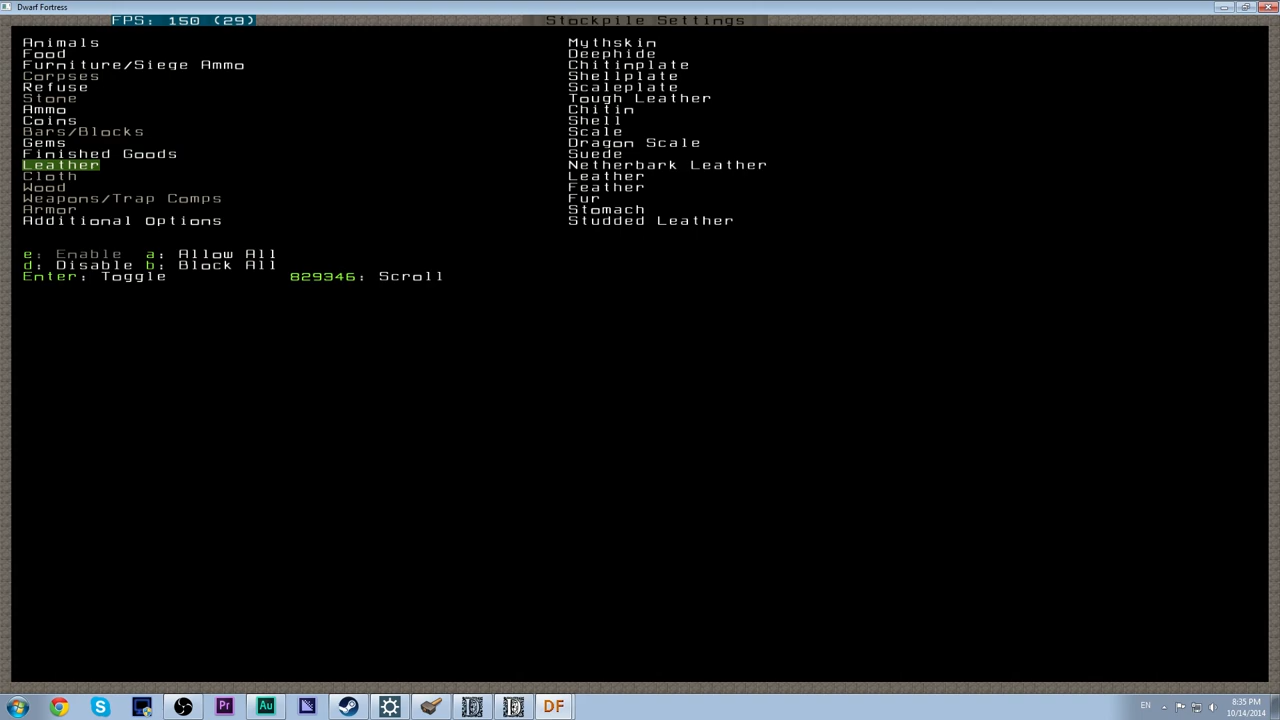 Dwarf Fortress
FPS: 150 (29)
Stockpile Settings
Animals
Food
Furniture/Siege Ammo
Corpses
Refuse
Stone
Ammo
Coins
Bars/Blocks
Gems
Finished Goods
Leather
Cloth
Wood
Weapons/Trap Comps
Armor
Additional Options
Mythskin
Deephide
Chitinplate
Shellplate
Scaleplate
Tough Leather
Chitin
Shell
Scale
Dragon Scale
Suede
Netherbark Leather
Leather
Feather
Fur
Stomach
Studded Leather
e: Enable a: Allow All
d: Disable b: Block All
Enter: Toggle 829346: Scroll
Pr
Au
DF
EN
8:35 PM
10/14/2014